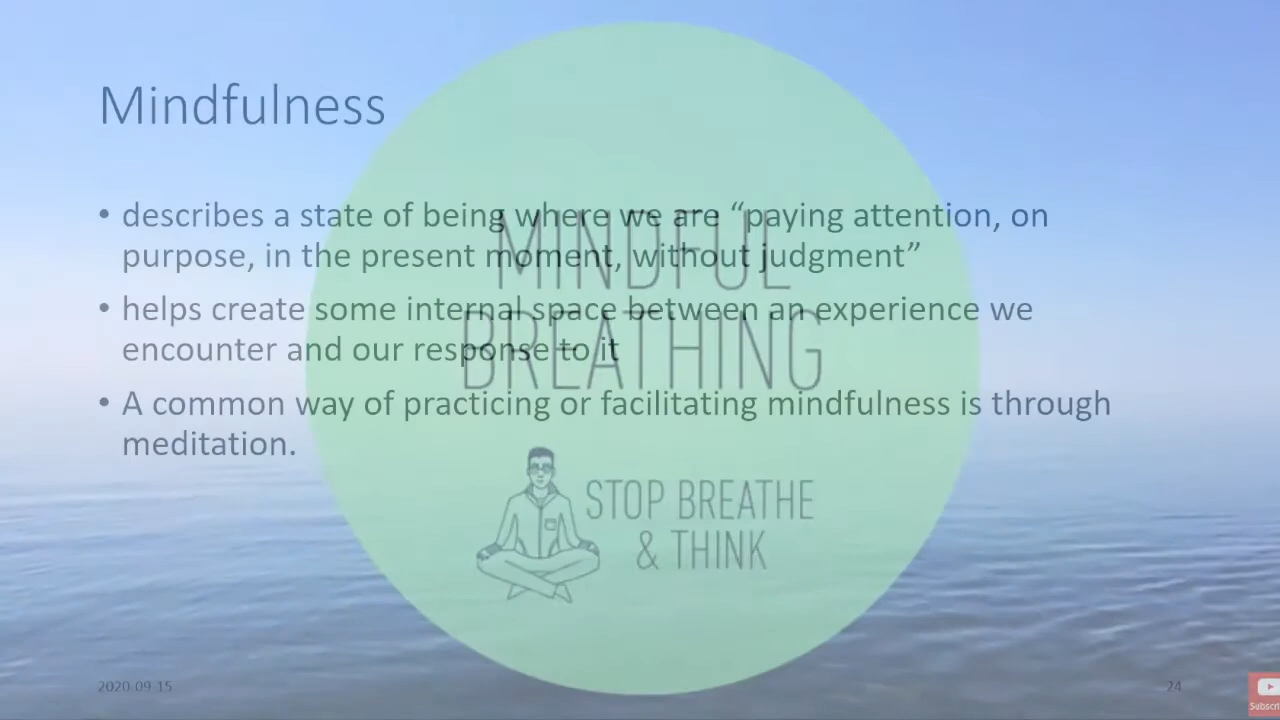 Mindfulness
• describes a state of being where we are “paying attention, on
purpose, in the present moment, without judgment”
• helps create some internal space between an experience we
encounter and our response to it
• A common way of practicing or facilitating mindfulness is through
meditation.
MINDFUL
BREATHING
STOP BREATHE
& THINK
2020-09-15
24
Subscri